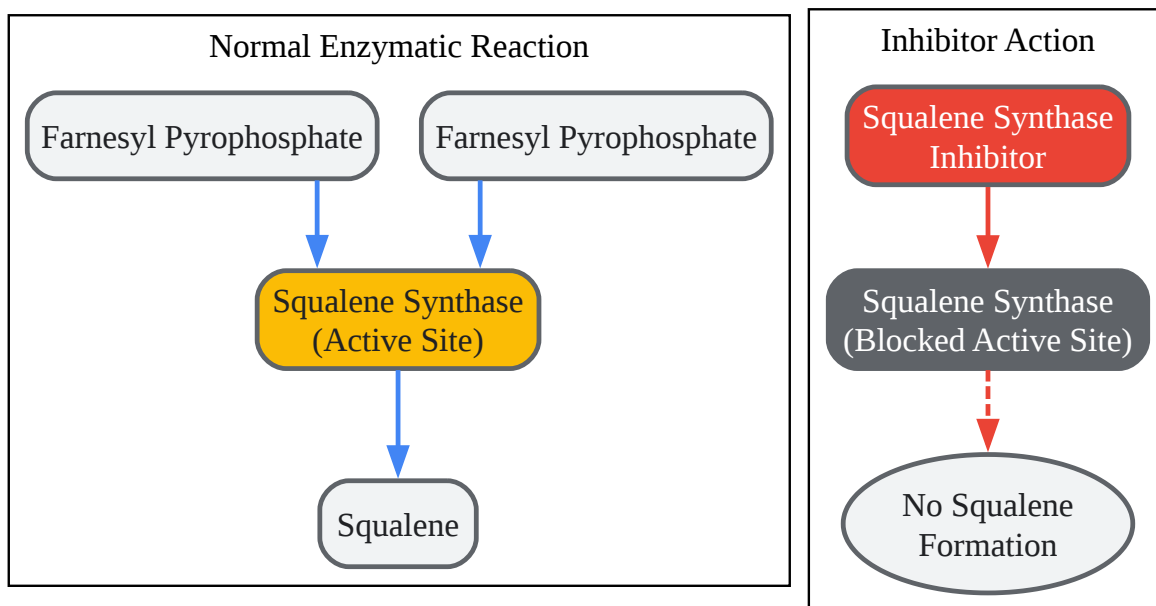 Normal Enzymatic Reaction
Farnesyl Pyrophosphate
Farnesyl Pyrophosphate
Squalene Synthase
(Active Site)
Squalene
Inhibitor Action
Squalene Synthase
Inhibitor
Squalene Synthase
(Blocked Active Site)
No Squalene
Formation